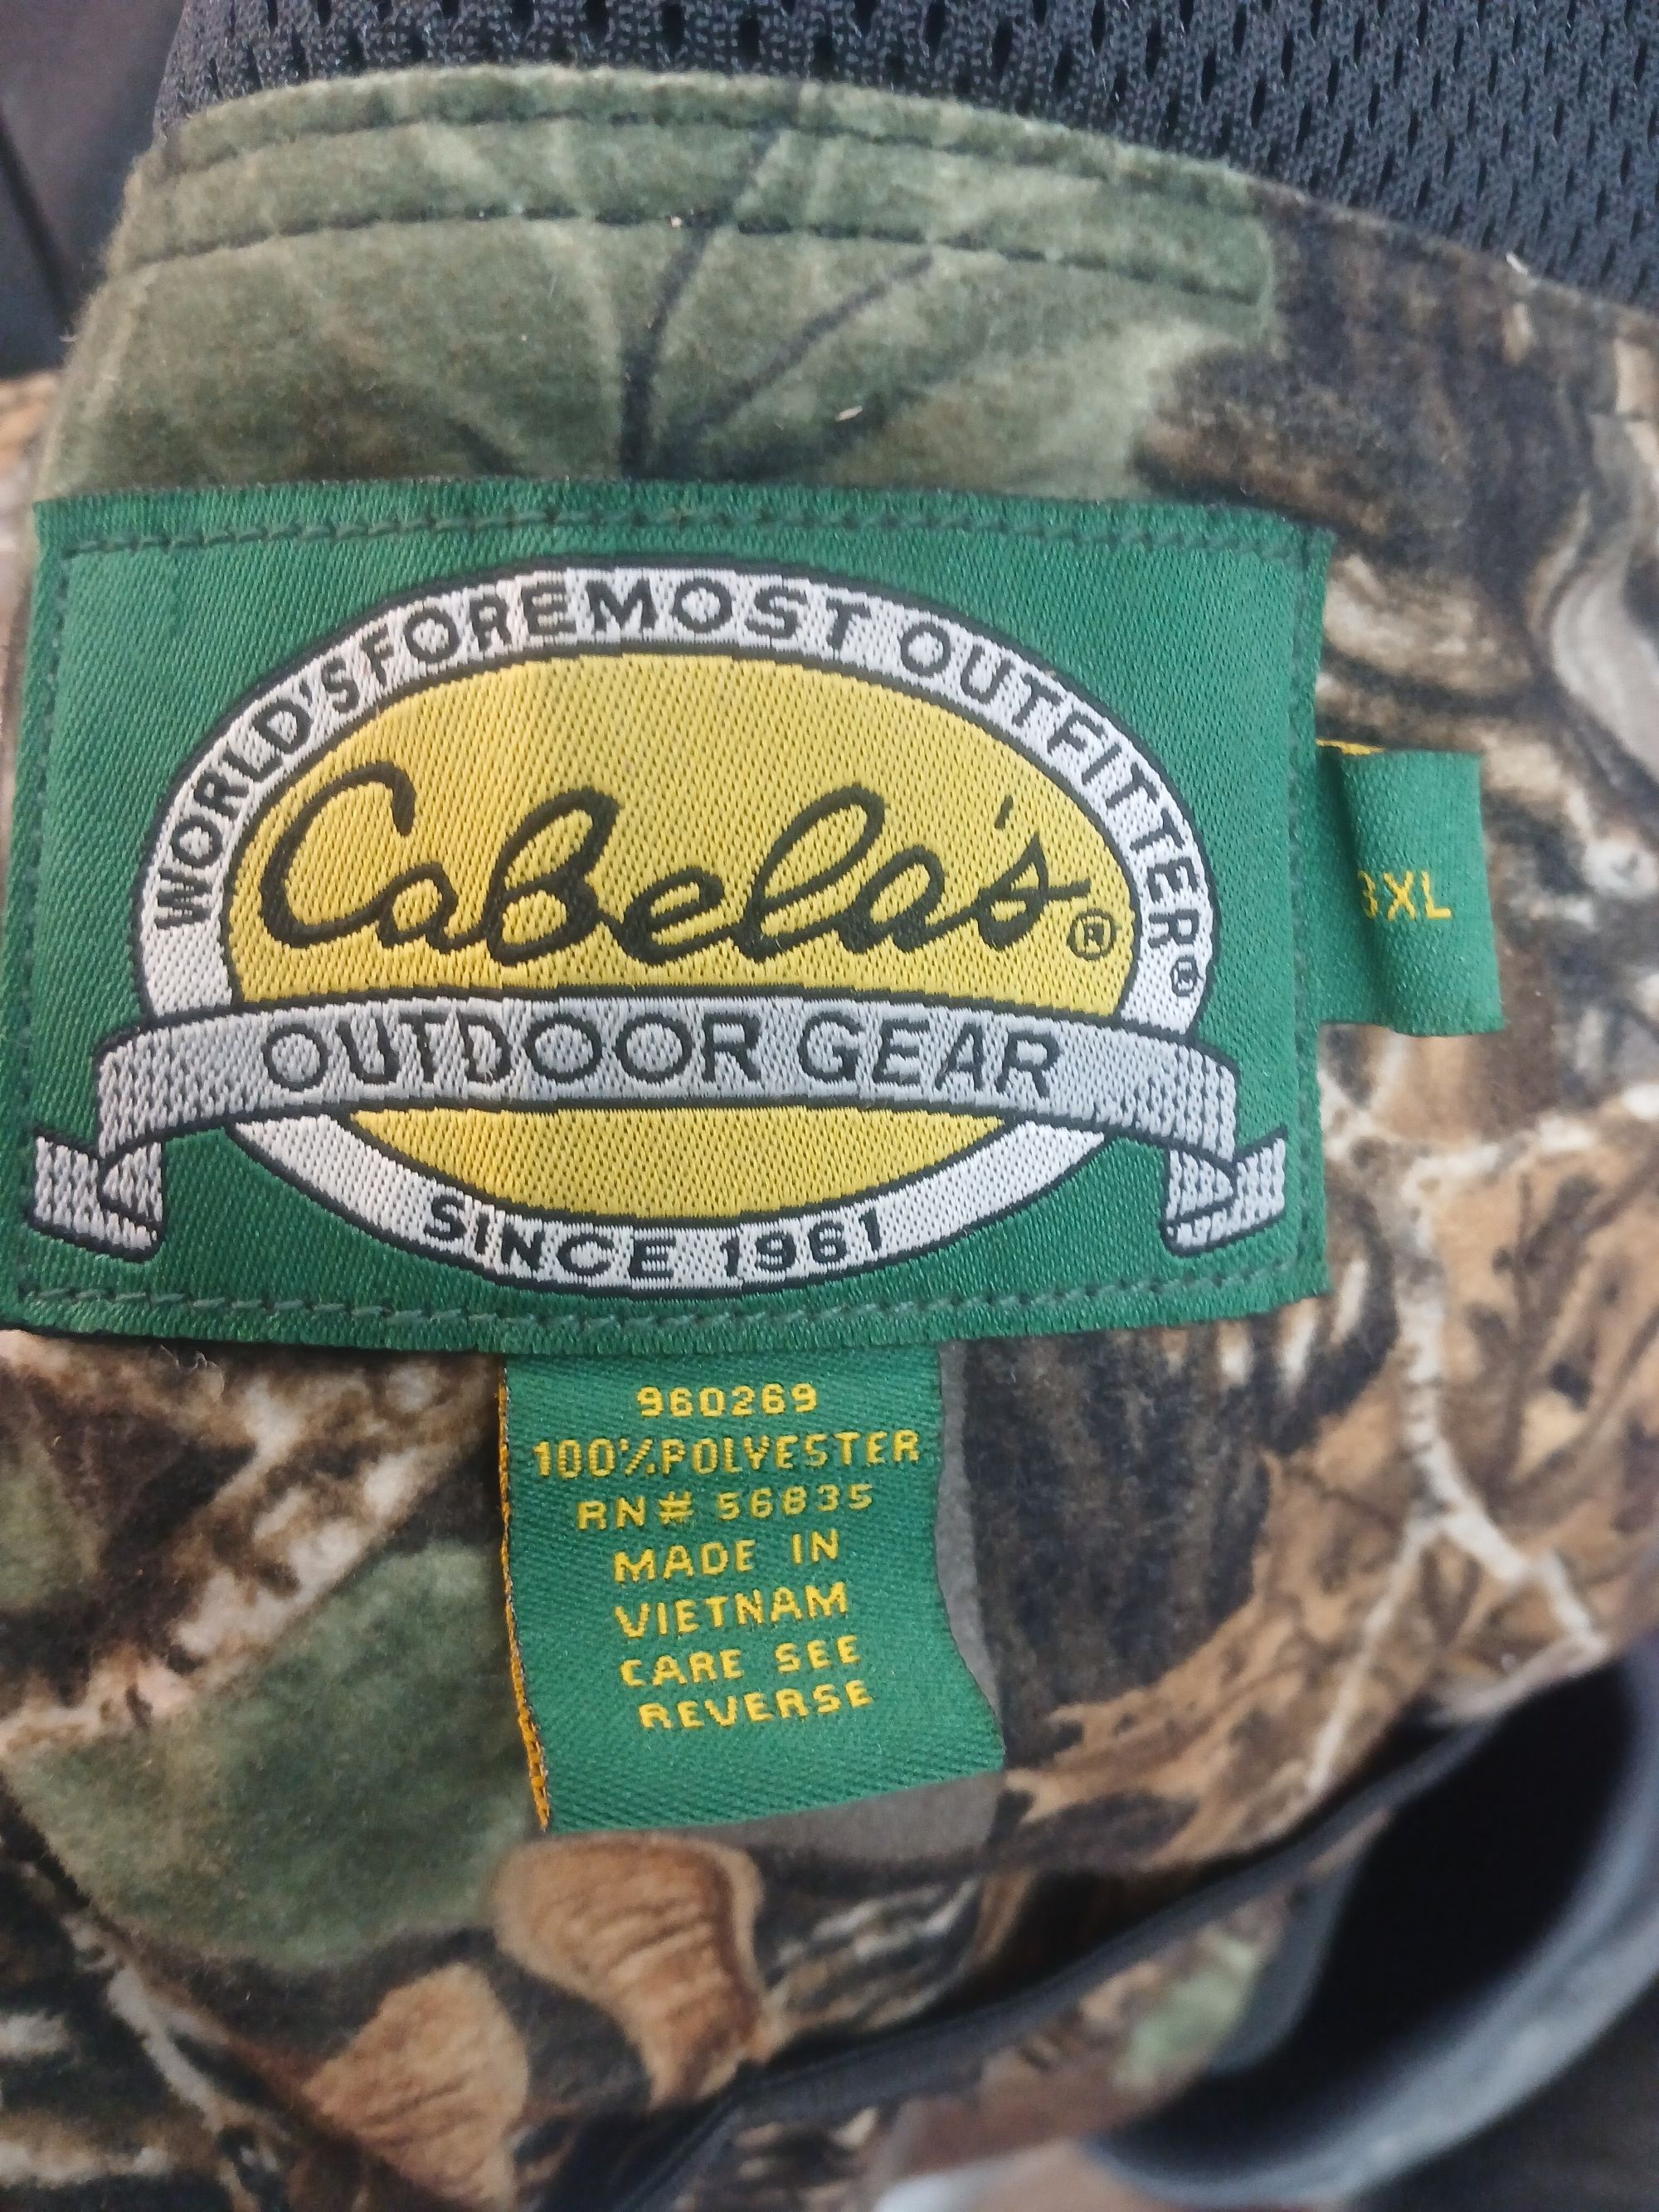 WORLD'S FOREMOST OUTFITTER®
Cabela's®
OUTDOOR GEAR
SINCE 1961
3XL
960269
100% POLYESTER
RN# 56835
MADE IN
VIETNAM
CARE SEE
REVERSE